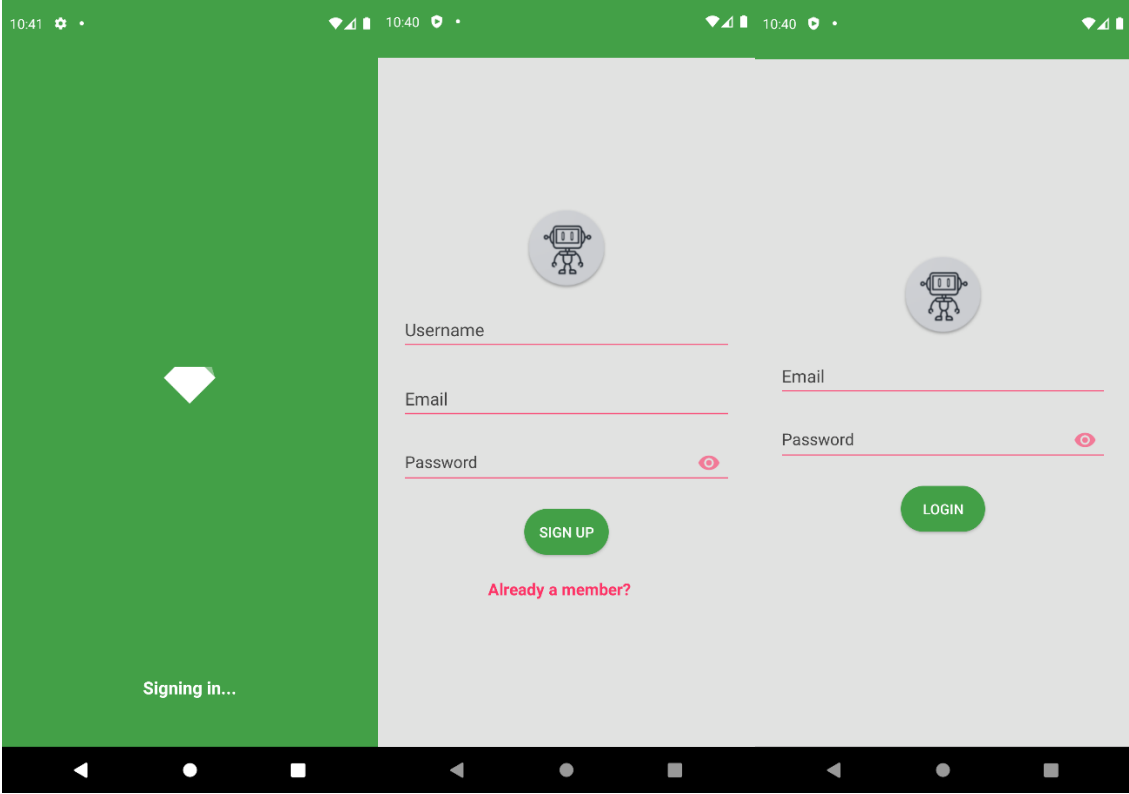 10:41
Signing in...
10:40
Username
Email
Password
SIGN UP
Already a member?
10:40
Email
Password
LOGIN